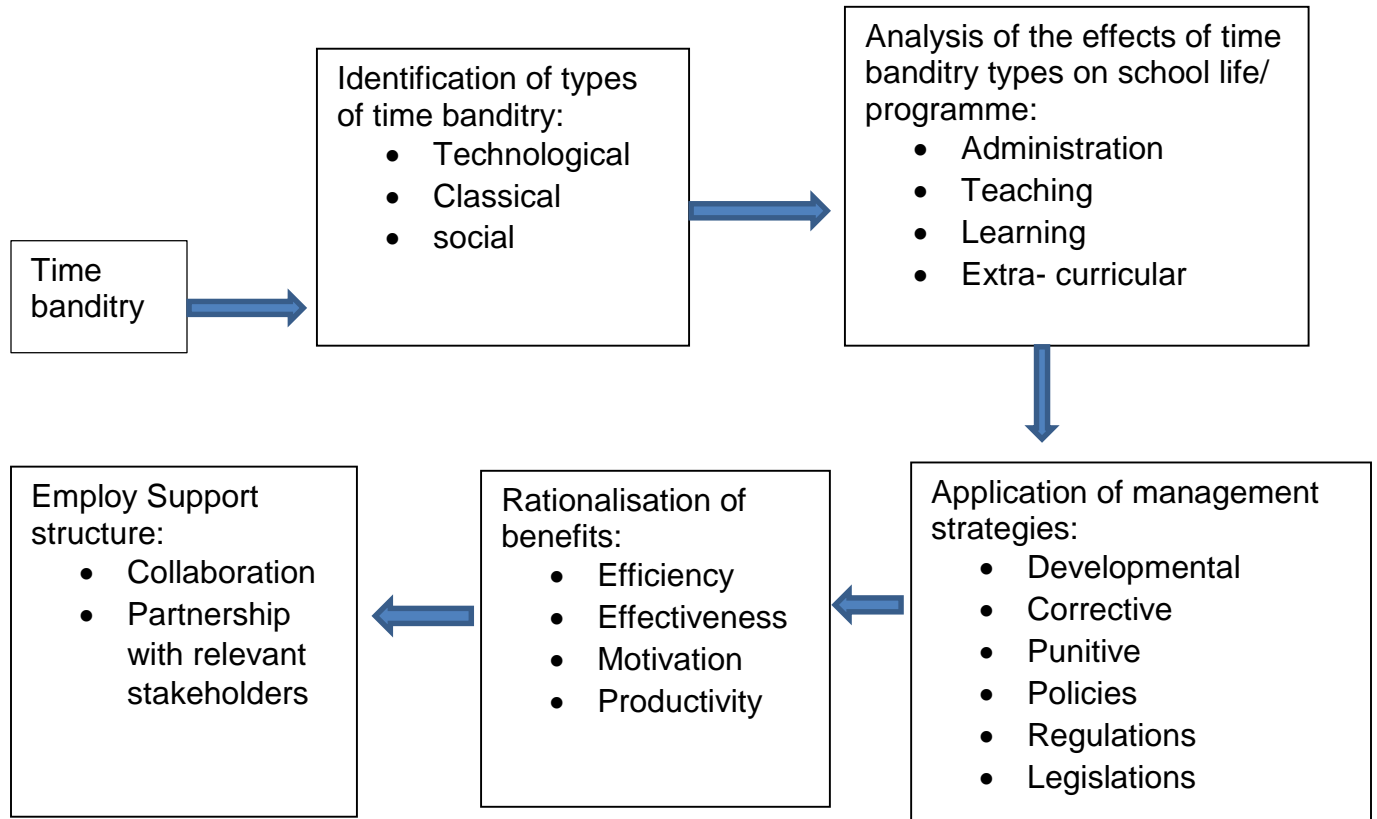 Time
banditry
Identification of types
of time banditry:
• Technological
• Classical
• social
Analysis of the effects of time
banditry types on school life/
programme:
• Administration
• Teaching
• Learning
• Extra- curricular
Application of management
strategies:
• Developmental
• Corrective
• Punitive
• Policies
• Regulations
• Legislations
Rationalisation of
benefits:
• Efficiency
• Effectiveness
• Motivation
• Productivity
Employ Support
structure:
• Collaboration
• Partnership
with relevant
stakeholders